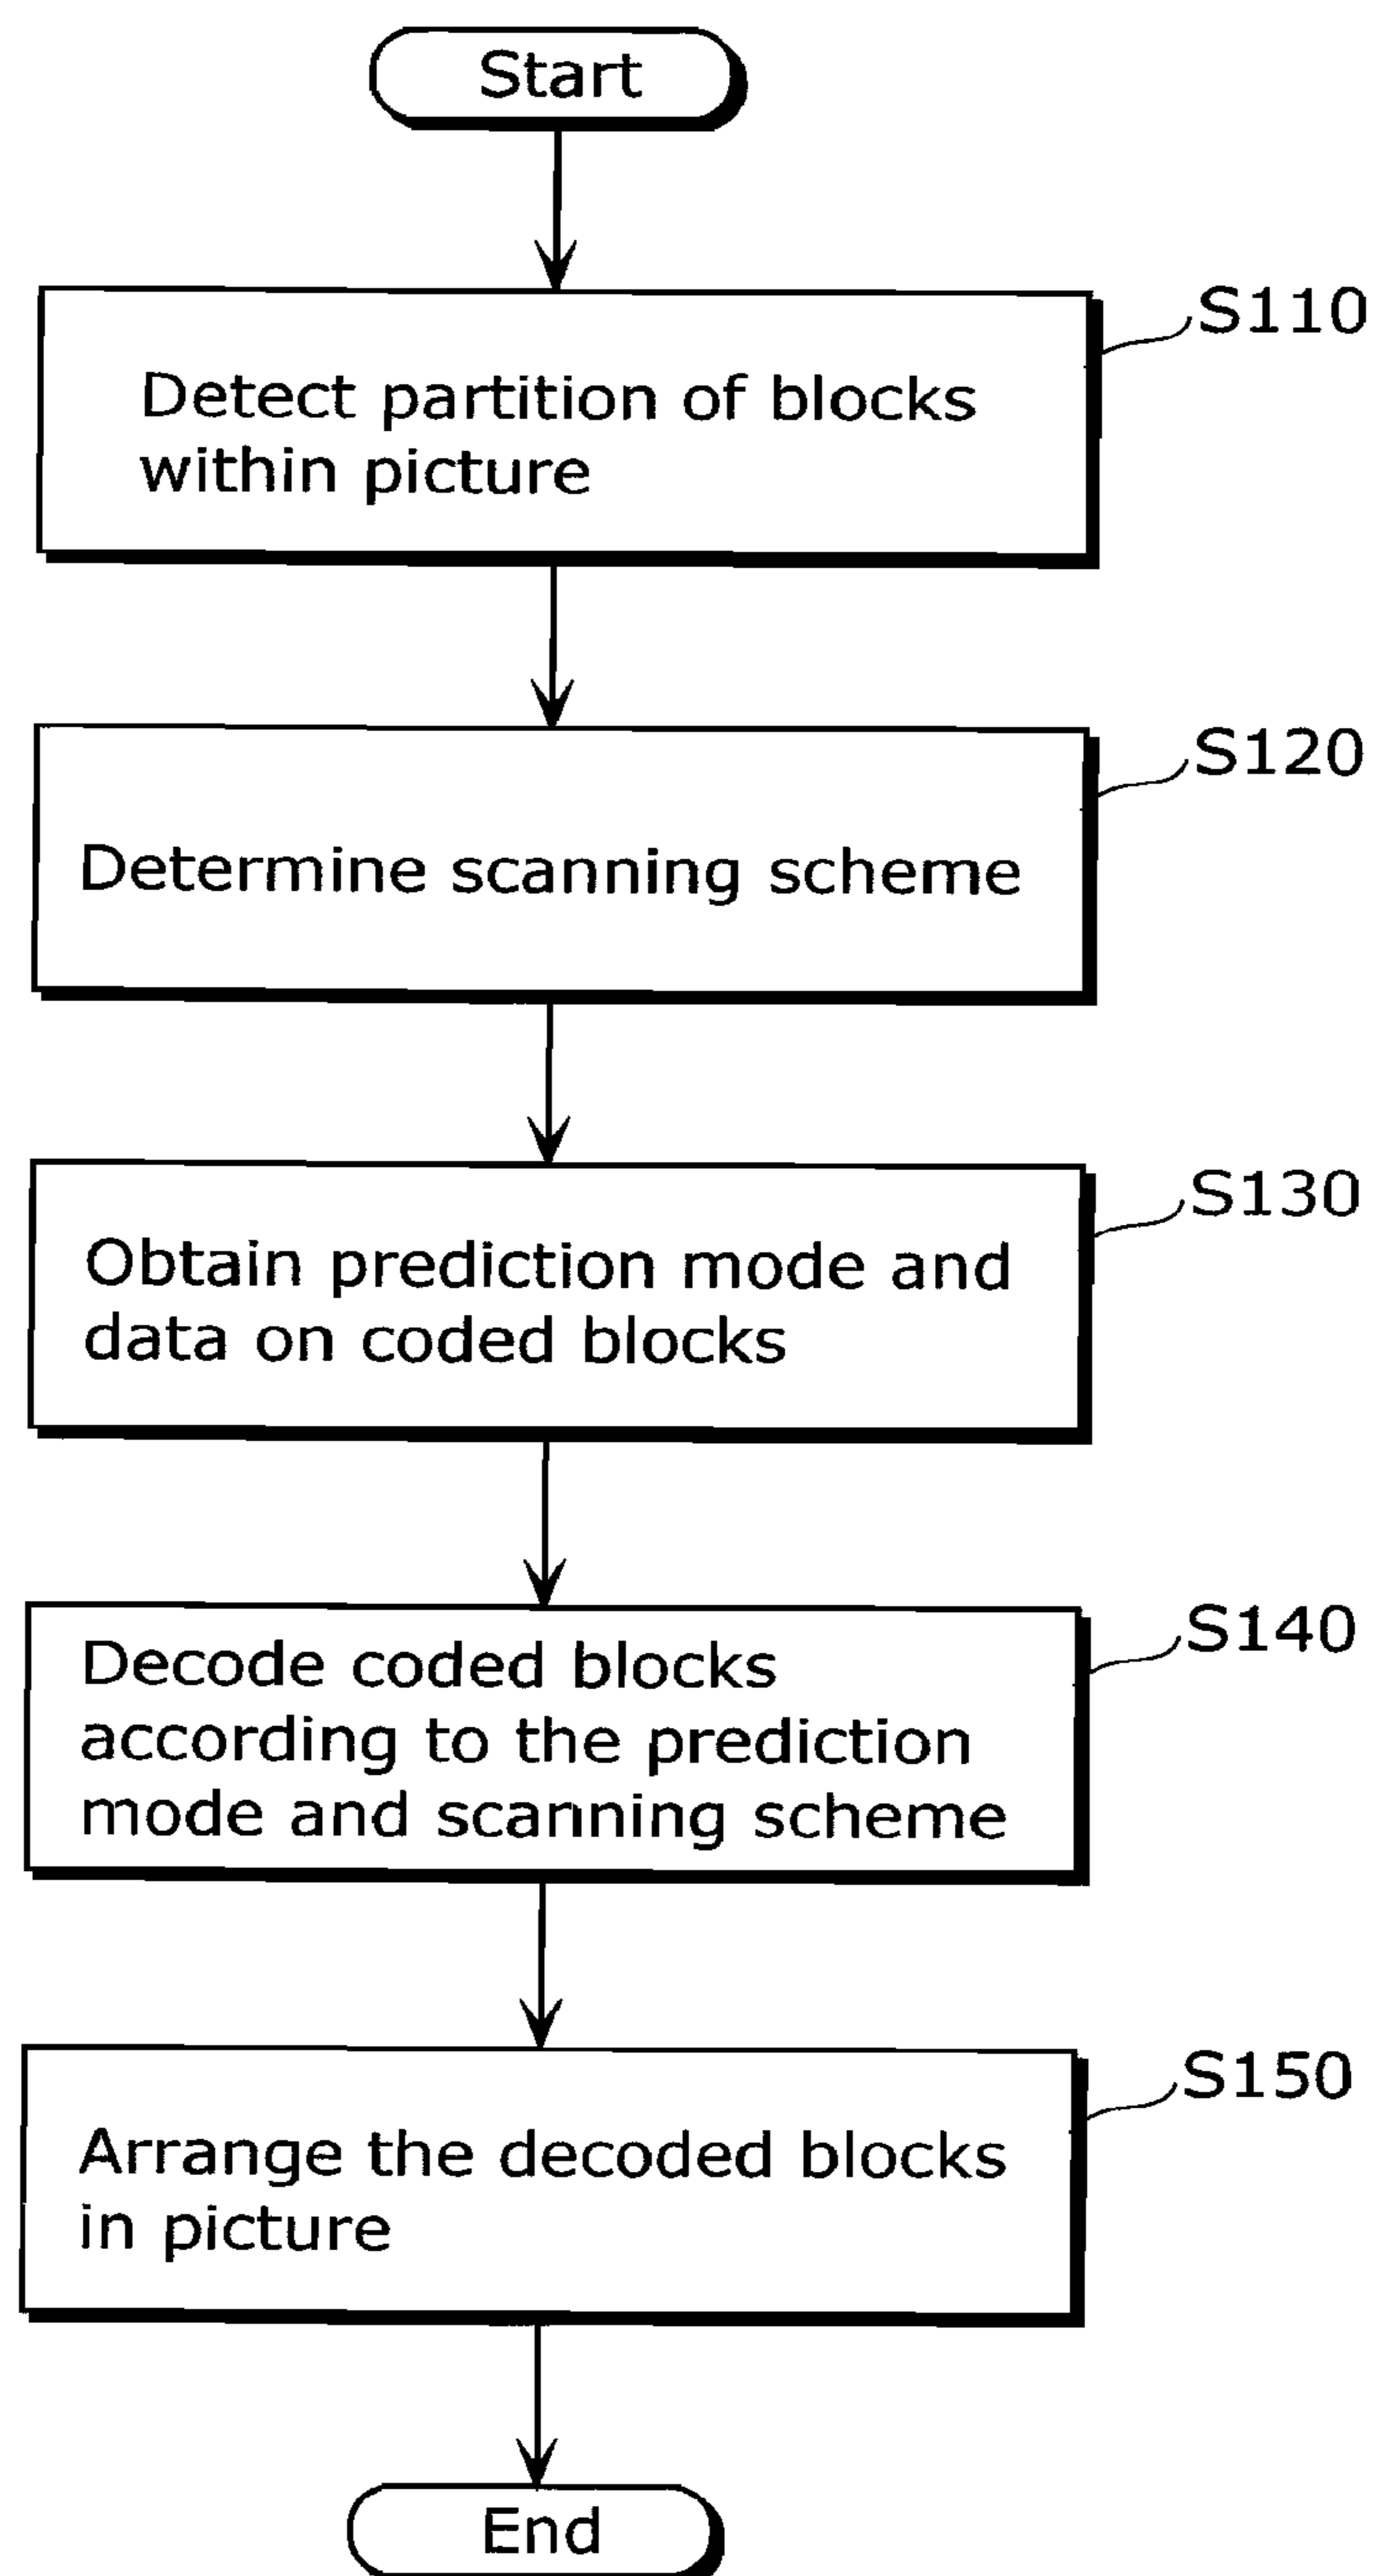 Start
S110
Detect partition of blocks
within picture
S120
Determine scanning scheme
S130
Obtain prediction mode and
data on coded blocks
S140
Decode coded blocks
according to the prediction
mode and scanning scheme
S150
Arrange the decoded blocks
in picture
End